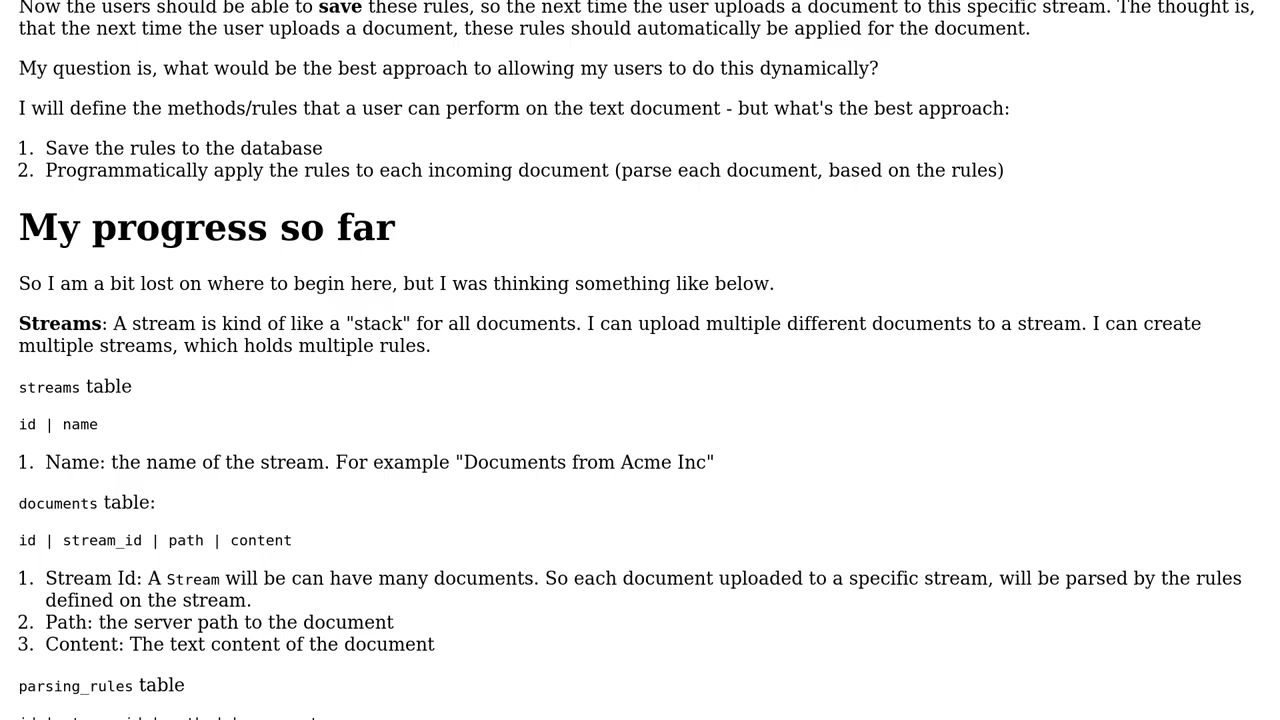 Now the users should be able to save these rules, so the next time the user uploads a document to this specific stream. The thought is,
that the next time the user uploads a document, these rules should automatically be applied for the document.
My question is, what would be the best approach to allowing my users to do this dynamically?
I will define the methods/rules that a user can perform on the text document - but what's the best approach:
1. Save the rules to the database
2. Programmatically apply the rules to each incoming document (parse each document, based on the rules)
My progress so far
So I am a bit lost on where to begin here, but I was thinking something like below.
Streams: A stream is kind of like a "stack" for all documents. I can upload multiple different documents to a stream. I can create
multiple streams, which holds multiple rules.
streams table
id | name
1. Name: the name of the stream. For example "Documents from Acme Inc"
documents table:
id | stream_id | path | content
1. Stream Id: A Stream will be can have many documents. So each document uploaded to a specific stream, will be parsed by the rules
defined on the stream.
2. Path: the server path to the document
3. Content: The text content of the document
parsing_rules table